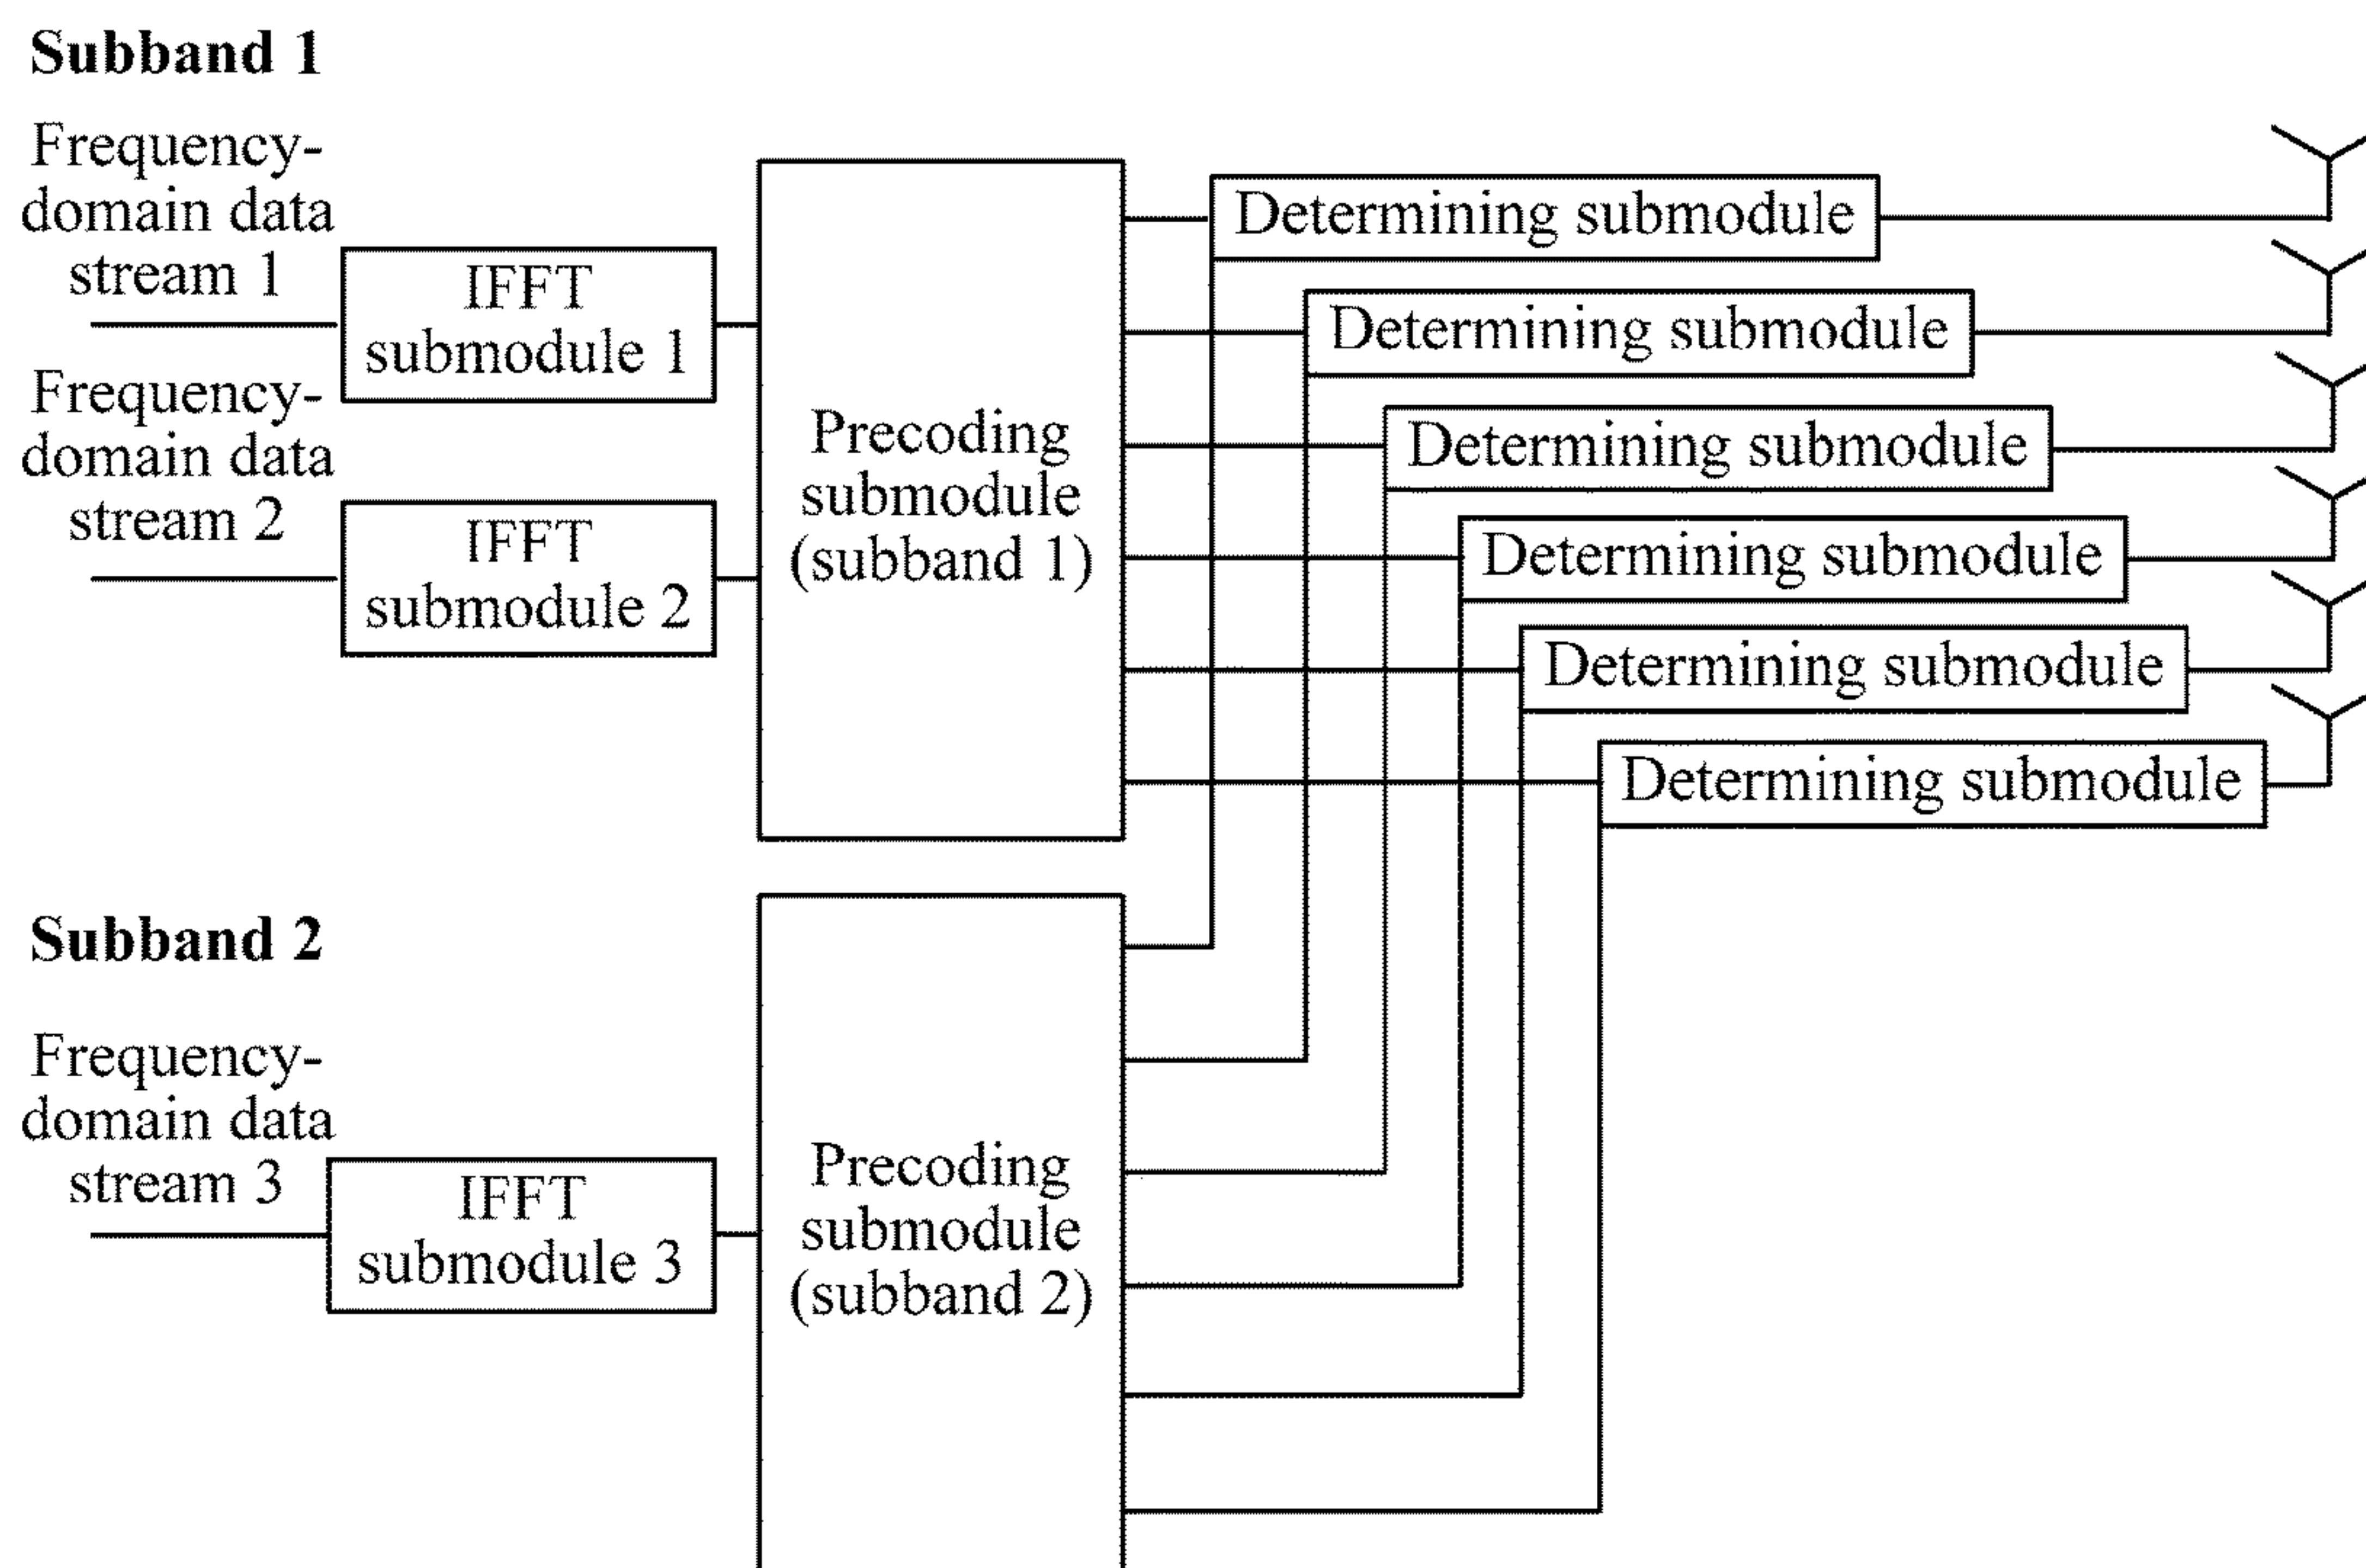 Subband 1
Frequency-
domain data
stream 1
IFFT
submodule 1
Frequency-
domain data
stream 2
IFFT
submodule 2
Precoding
submodule
(subband 1)
Determining submodule
Determining submodule
Determining submodule
Determining submodule
Determining submodule
Determining submodule
Subband 2
Frequency-
domain data
stream 3
IFFT
submodule 3
Precoding
submodule
(subband 2)